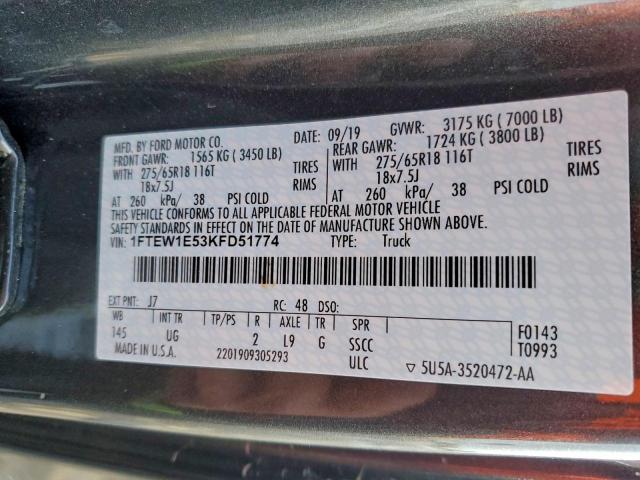 MFD. BY FORD MOTOR CO. DATE: 09/19 GVWR: 3175 KG ( 7000 LB)
FRONT GAWR: 1565 KG ( 3450 LB) REAR GAWR: 1724 KG ( 3800 LB)
WITH 275/65R18 116T TIRES WITH 275/65R18 116T TIRES
18x7.5J RIMS 18x7.5J RIMS
AT 260 kPa/ 38 PSI COLD AT 260 kPa/ 38 PSI COLD
THIS VEHICLE CONFORMS TO ALL APPLICABLE FEDERAL MOTOR VEHICLE
SAFETY STANDARDS IN EFFECT ON THE DATE OF MANUFACTURE SHOWN ABOVE.
VIN: 1FTEW1E53KFD51774 TYPE: Truck
EXT PNT: J7 RC: 48 DSO:
WB INT TR TP/PS R AXLE TR SPR F0143
145 UG 2 L9 G SSCC T0993
MADE IN U.S.A. 2201909305293 ULC ▽ 5U5A-3520472-AA